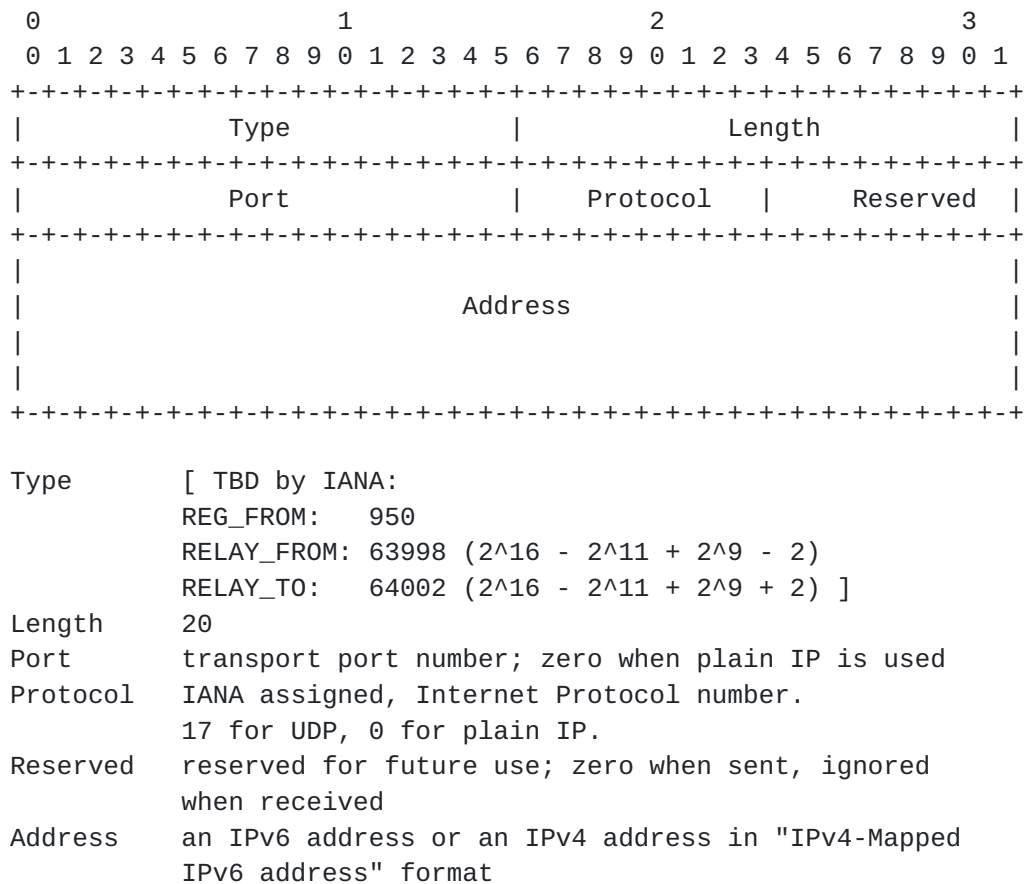 0                   1                   2                   3
 0 1 2 3 4 5 6 7 8 9 0 1 2 3 4 5 6 7 8 9 0 1 2 3 4 5 6 7 8 9 0 1
+-+-+-+-+-+-+-+-+-+-+-+-+-+-+-+-+-+-+-+-+-+-+-+-+-+-+-+-+-+-+-+-+
|             Type              |             Length            |
+-+-+-+-+-+-+-+-+-+-+-+-+-+-+-+-+-+-+-+-+-+-+-+-+-+-+-+-+-+-+-+-+
|             Port              |    Protocol   |     Reserved  |
+-+-+-+-+-+-+-+-+-+-+-+-+-+-+-+-+-+-+-+-+-+-+-+-+-+-+-+-+-+-+-+-+
|                                                               |
|                            Address                            |
|                                                               |
|                                                               |
+-+-+-+-+-+-+-+-+-+-+-+-+-+-+-+-+-+-+-+-+-+-+-+-+-+-+-+-+-+-+-+-+

Type       [ TBD by IANA:
           REG_FROM:   950
           RELAY_FROM: 63998 (2^16 - 2^11 + 2^9 - 2)
           RELAY_TO:   64002 (2^16 - 2^11 + 2^9 + 2) ]
Length     20
Port       transport port number; zero when plain IP is used
Protocol   IANA assigned, Internet Protocol number.
           17 for UDP, 0 for plain IP.
Reserved   reserved for future use; zero when sent, ignored
           when received
Address    an IPv6 address or an IPv4 address in "IPv4-Mapped
           IPv6 address" format